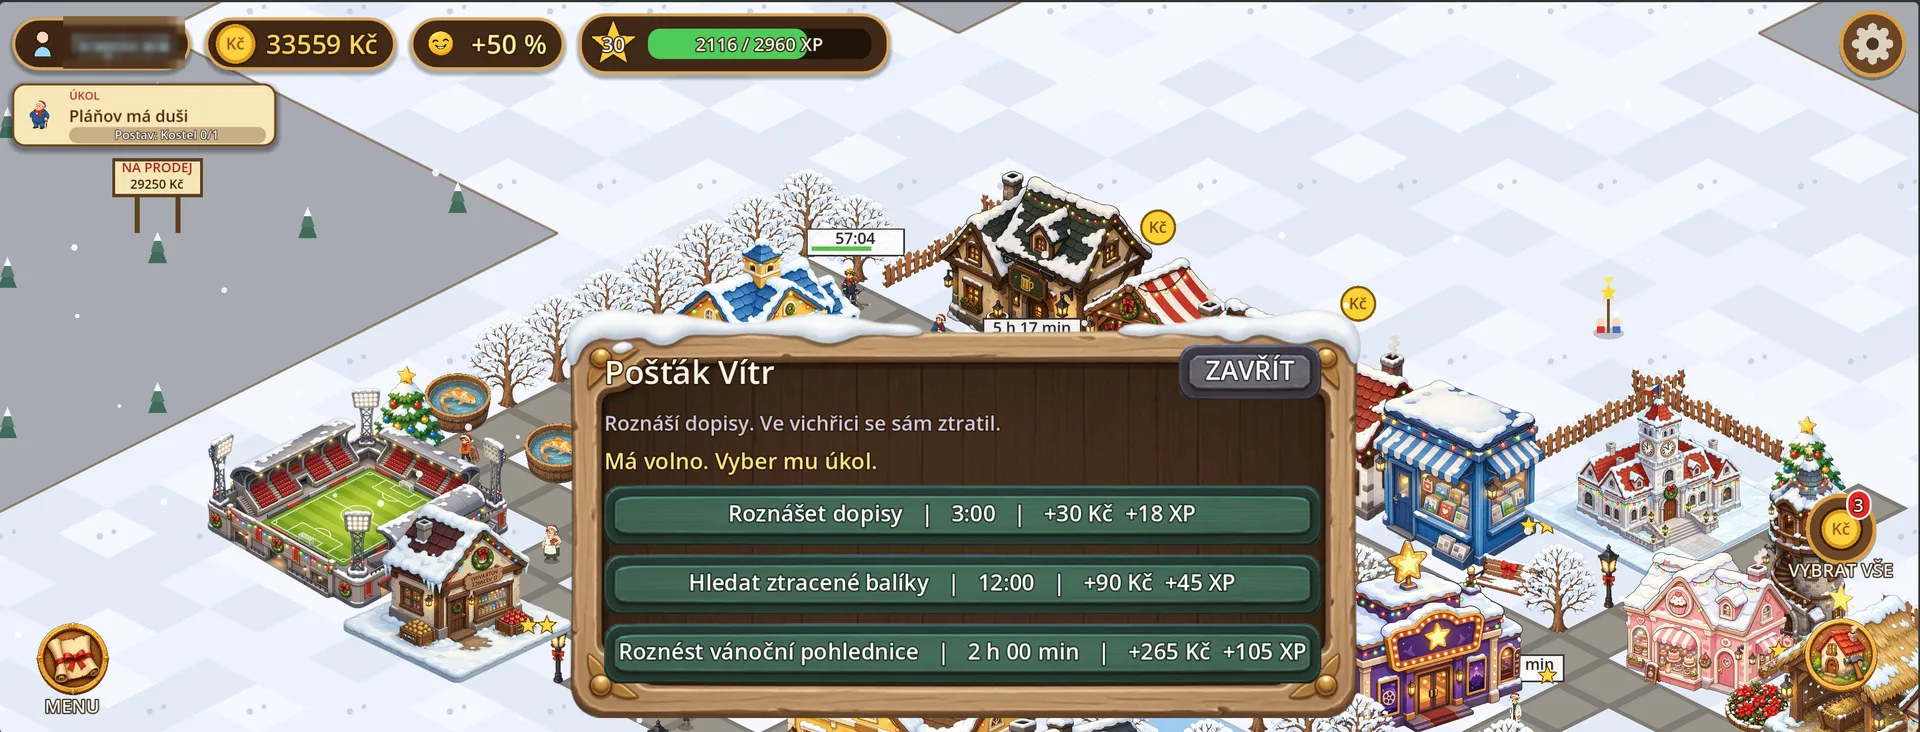 Kč 33559 Kč
+50 %
30 2116 / 2960 XP
ÚKOL
Pláňov má duši
Postav: Kostel 0/1
NA PRODEJ
29250 Kč
57:04
Kč
Kč
5 h 17 min
Pošťák Vítr
ZAVŘÍT
Roznáší dopisy. Ve vichřici se sám ztratil.
Má volno. Vyber mu úkol.
Roznášet dopisy | 3:00 | +30 Kč +18 XP
Hledat ztracené balíky | 12:00 | +90 Kč +45 XP
Roznést vánoční pohlednice | 2 h 00 min | +265 Kč +105 XP
3
Kč
VYBRAT VŠE
min
MENU